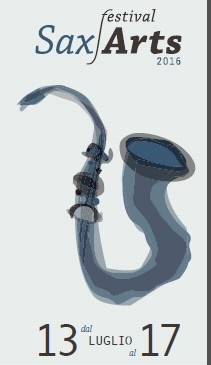 festival
Sax Arts
2016
13 dal LUGLIO al 17